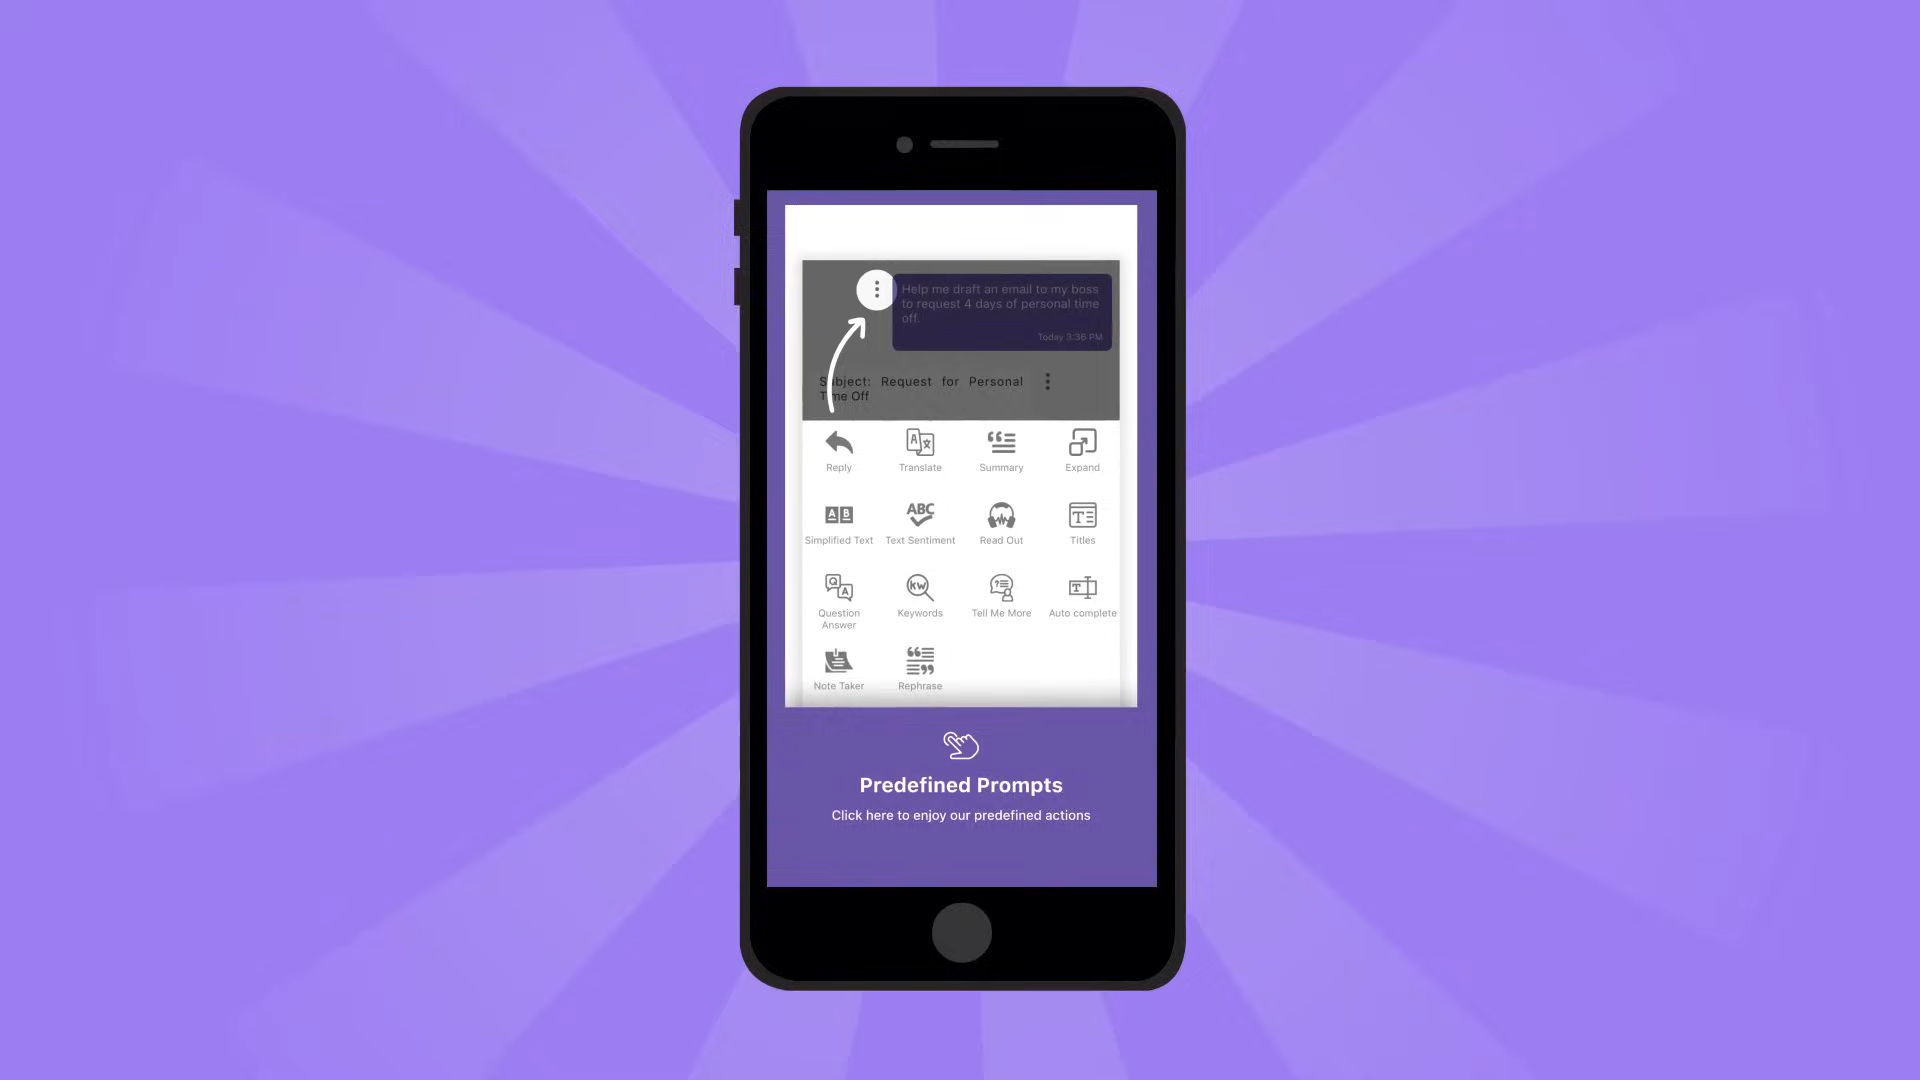 Help me draft an email to my boss
to request 4 days of personal time
off.
Today 3:36 PM
Subject: Request for Personal
Time Off
Reply Translate Summary Expand
Simplified Text Text Sentiment Read Out Titles
Question Keywords Tell Me More Auto complete
Answer
Note Taker Rephrase
Predefined Prompts
Click here to enjoy our predefined actions